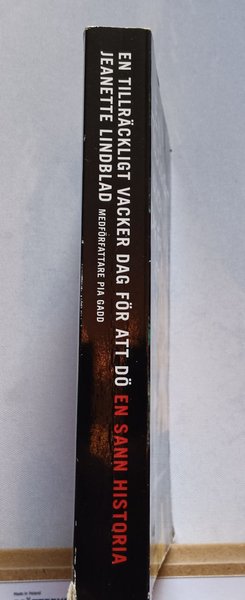 EN TILLRÄCKLIGT VACKER DAG FÖR ATT DÖ EN SANN HISTORIA
JEANETTE LINDBLAD MEDFÖRFATTARE PIA GADD